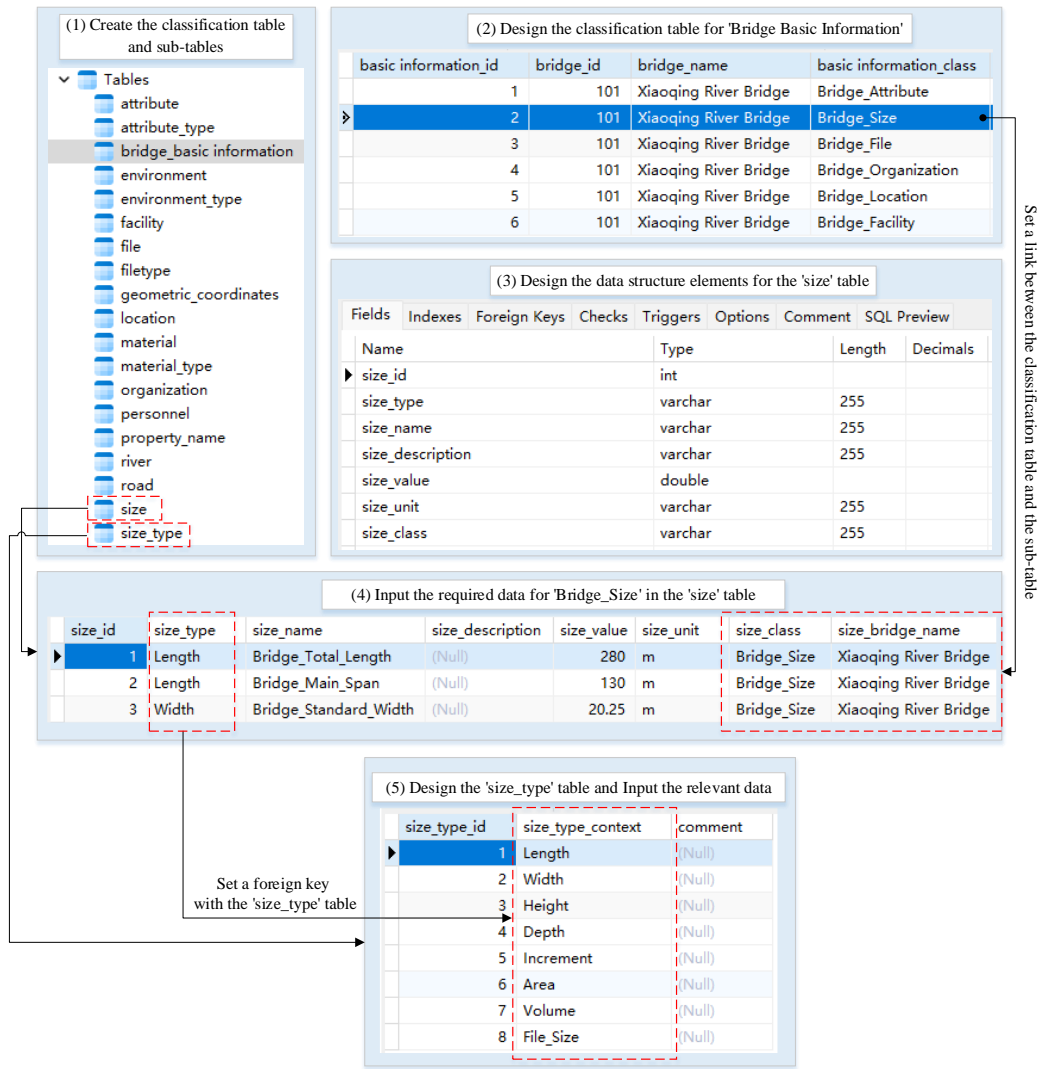 (1) Create the classification table
and sub-tables
Tables
attribute
attribute_type
bridge_basic information
environment
environment_type
facility
file
filetype
geometric_coordinates
location
material
material_type
organization
personnel
property_name
river
road
size
size_type
(2) Design the classification table for 'Bridge Basic Information'
basic information_id bridge_id bridge_name basic information_class
1 101 Xiaoqing River Bridge Bridge_Attribute
2 101 Xiaoqing River Bridge Bridge_Size
3 101 Xiaoqing River Bridge Bridge_File
4 101 Xiaoqing River Bridge Bridge_Organization
5 101 Xiaoqing River Bridge Bridge_Location
6 101 Xiaoqing River Bridge Bridge_Facility
Set a link between the classification table and the sub-table
(3) Design the data structure elements for the 'size' table
Fields Indexes Foreign Keys Checks Triggers Options Comment SQL Preview
Name Type Length Decimals
size_id int
size_type varchar 255
size_name varchar 255
size_description varchar 255
size_value double
size_unit varchar 255
size_class varchar 255
(4) Input the required data for 'Bridge_Size' in the 'size' table
size_id size_type size_name size_description size_value size_unit size_class size_bridge_name
1 Length Bridge_Total_Length (Null) 280 m Bridge_Size Xiaoqing River Bridge
2 Length Bridge_Main_Span (Null) 130 m Bridge_Size Xiaoqing River Bridge
3 Width Bridge_Standard_Width (Null) 20.25 m Bridge_Size Xiaoqing River Bridge
(5) Design the 'size_type' table and Input the relevant data
size_type_id size_type_context comment
1 Length (Null)
2 Width (Null)
3 Height (Null)
4 Depth (Null)
5 Increment (Null)
6 Area (Null)
7 Volume (Null)
8 File_Size (Null)
Set a foreign key
with the 'size_type' table